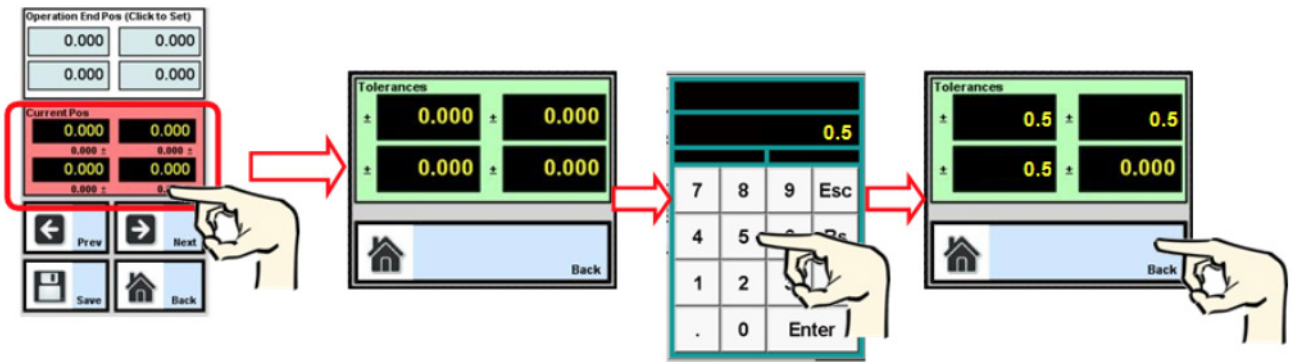 Operation End Pos (Click to Set)
0.000 0.000
0.000 0.000
Current Pos
0.000 0.000
0.000 ± 0.000 ±
0.000 0.000
0.000 ±
Prev Next
Save Back
Tolerances
± 0.000 ± 0.000
± 0.000 ± 0.000
Back
0.5
7 8 9 Esc
4 5
1 2
. 0 Enter
Tolerances
± 0.5 ± 0.5
± 0.5 ± 0.000
Back